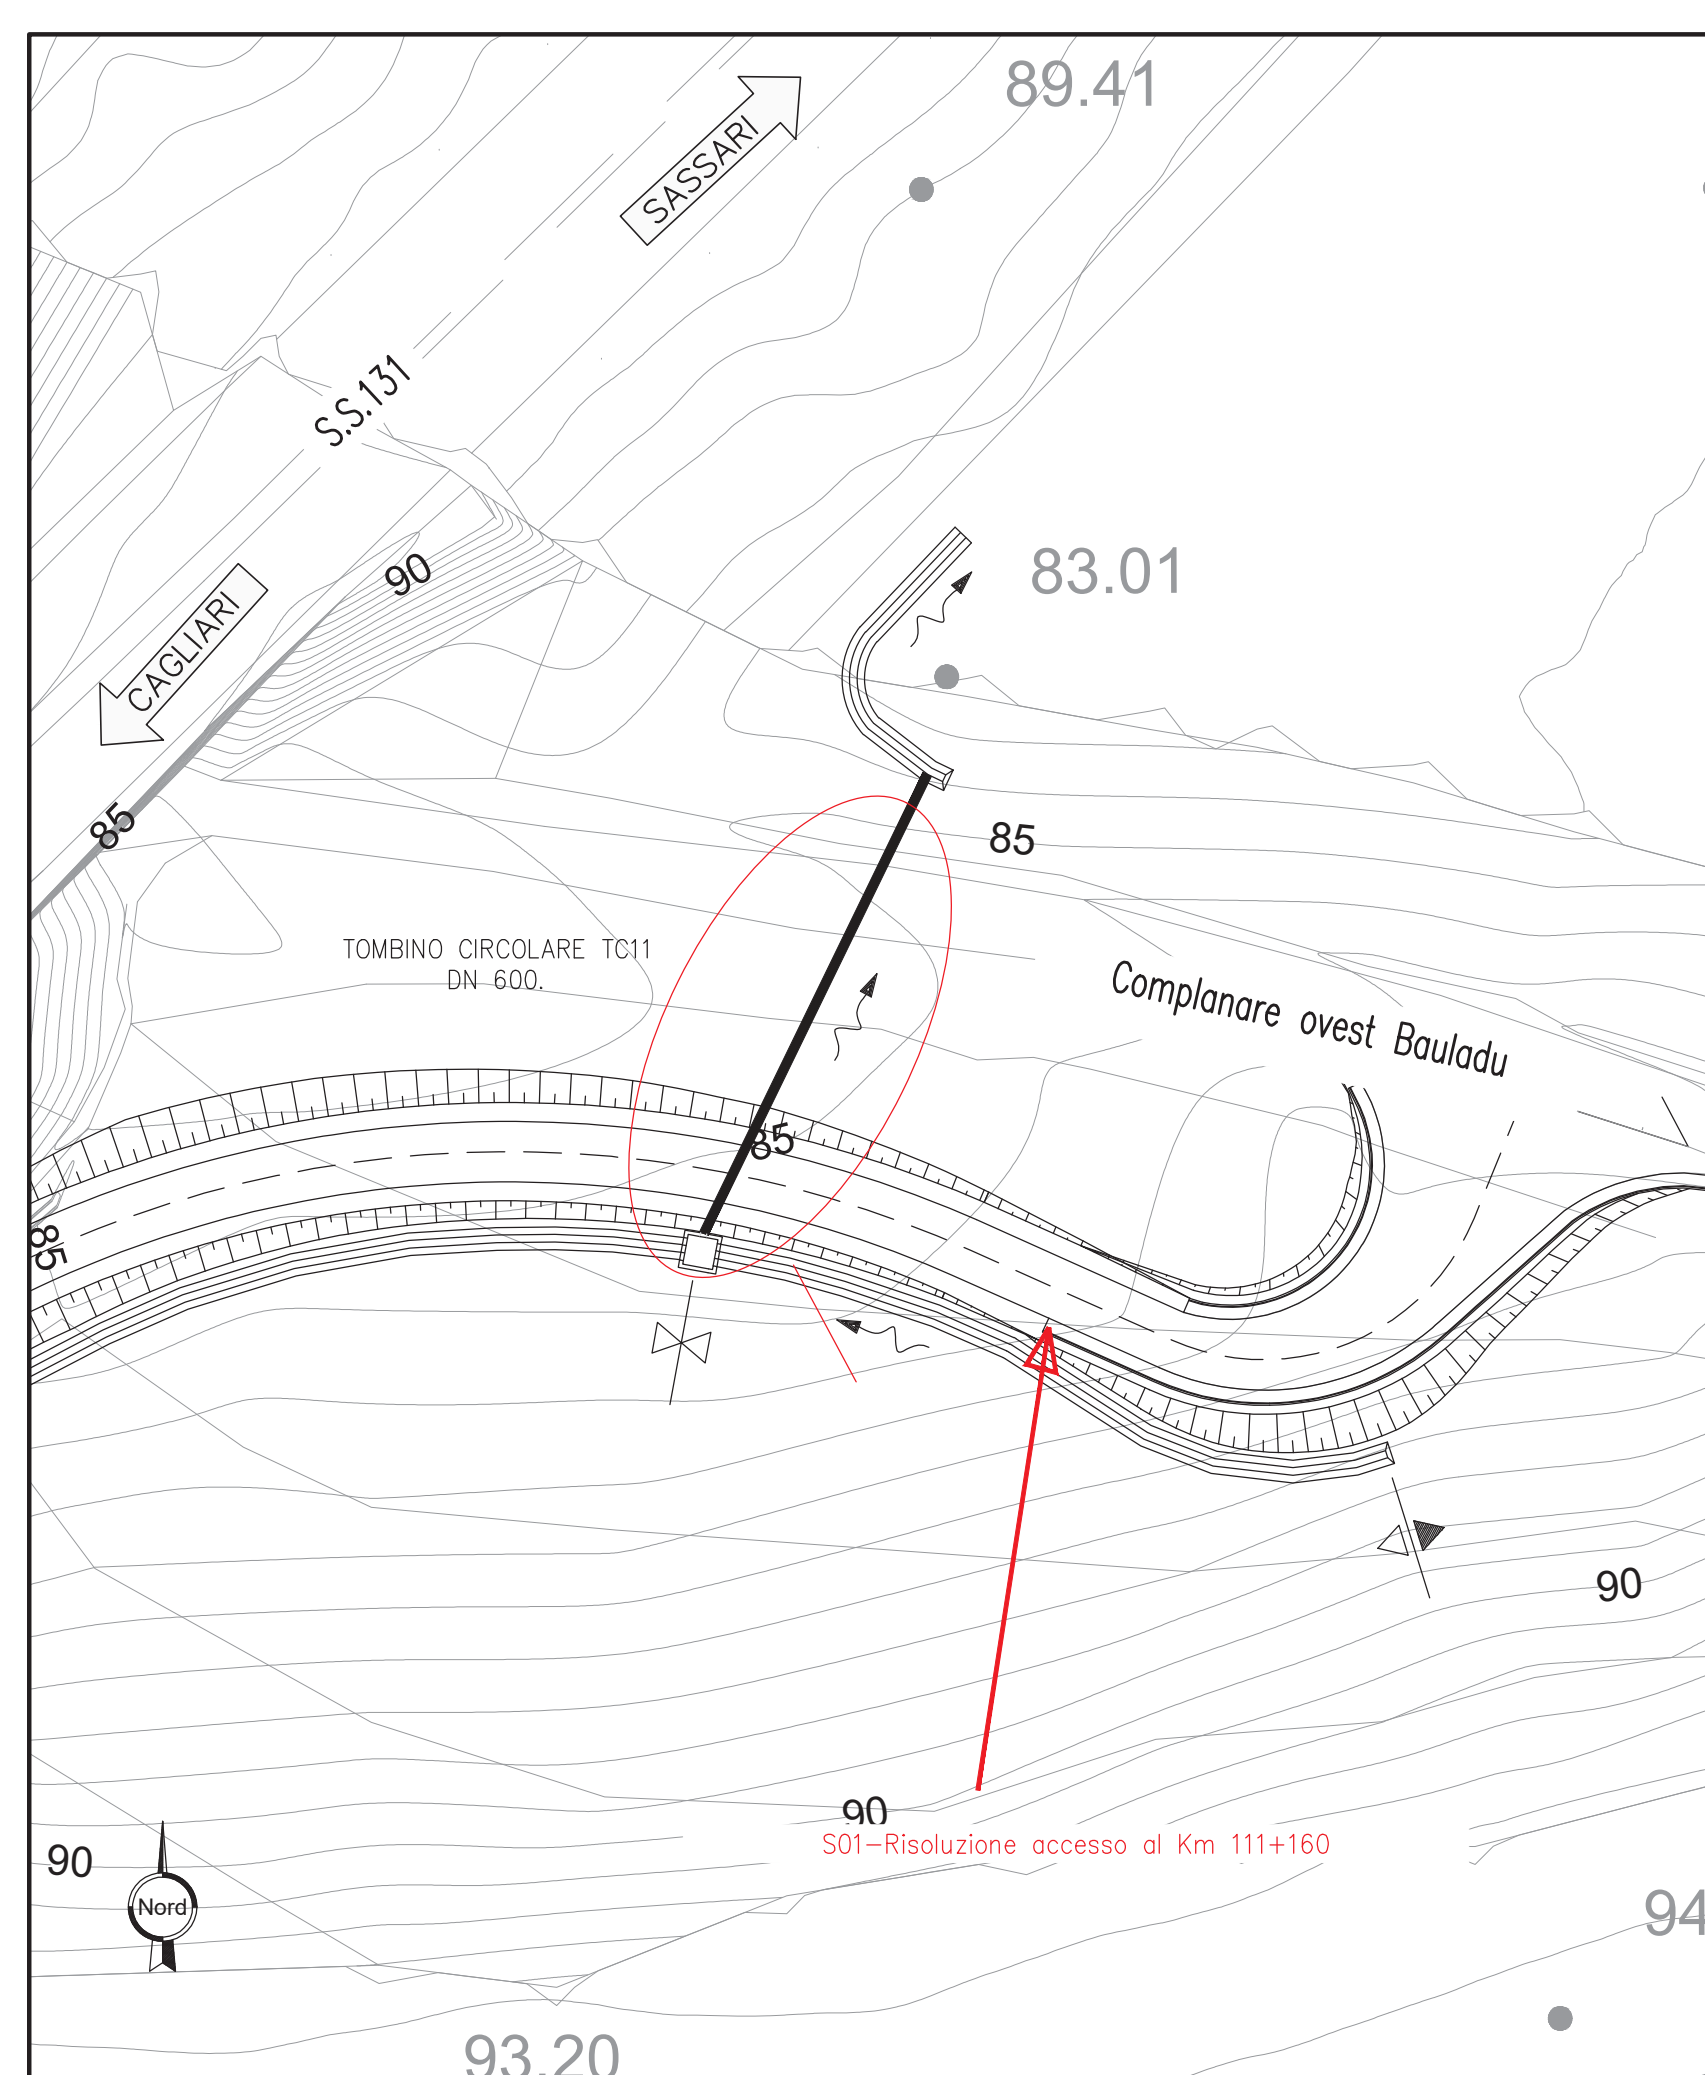 89.41
SASSARI
S.S.131
90
83.01
CAGLIARI
85
85
TOMBINO CIRCOLARE TC11
DN 600.
Complanare ovest Bauladu
85
85
90
90
S01-Risoluzione accesso al Km 111+160
90
Nord
94
93.20